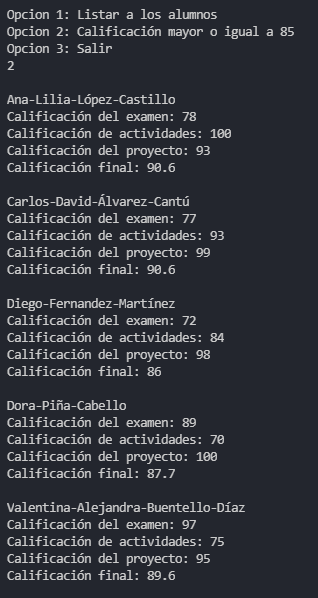 Opcion 1: Listar a los alumnos
Opcion 2: Calificación mayor o igual a 85
Opcion 3: Salir
2
Ana-Lilia-López-Castillo
Calificación del examen: 78
Calificación de actividades: 100
Calificación del proyecto: 93
Calificación final: 90.6
Carlos-David-Álvarez-Cantú
Calificación del examen: 77
Calificación de actividades: 93
Calificación del proyecto: 99
Calificación final: 90.6
Diego-Fernandez-Martínez
Calificación del examen: 72
Calificación de actividades: 84
Calificación del proyecto: 98
Calificación final: 86
Dora-Piña-Cabello
Calificación del examen: 89
Calificación de actividades: 70
Calificación del proyecto: 100
Calificación final: 87.7
Valentina-Alejandra-Buentello-Díaz
Calificación del examen: 97
Calificación de actividades: 75
Calificación del proyecto: 95
Calificación final: 89.6